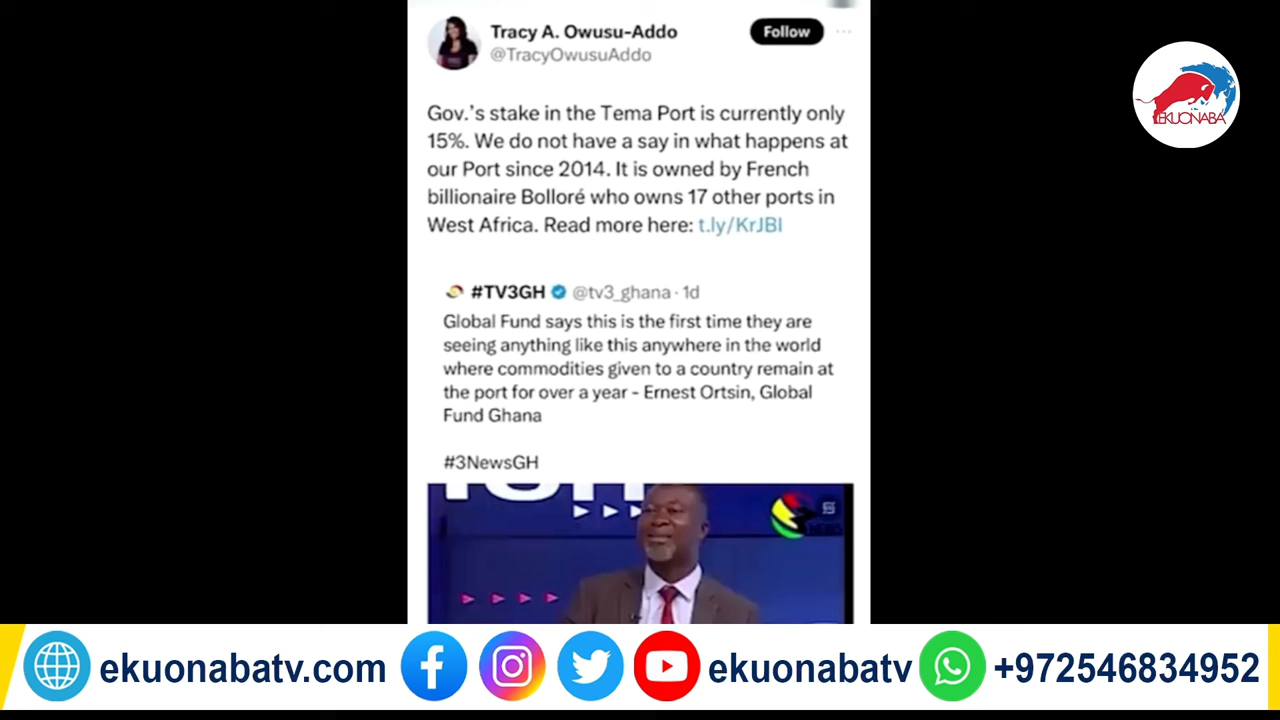 Tracy A. Owusu-Addo
@TracyOwusuAddo
Follow
Gov.'s stake in the Tema Port is currently only
15%. We do not have a say in what happens at
our Port since 2014. It is owned by French
billionaire Bolloré who owns 17 other ports in
West Africa. Read more here: t.ly/KrJBI
#TV3GH @tv3_ghana · 1d
Global Fund says this is the first time they are
seeing anything like this anywhere in the world
where commodities given to a country remain at
the port for over a year - Ernest Ortsin, Global
Fund Ghana
#3NewsGH
EKUONABA
ekuonabatv.com
ekuonabatv
+972546834952